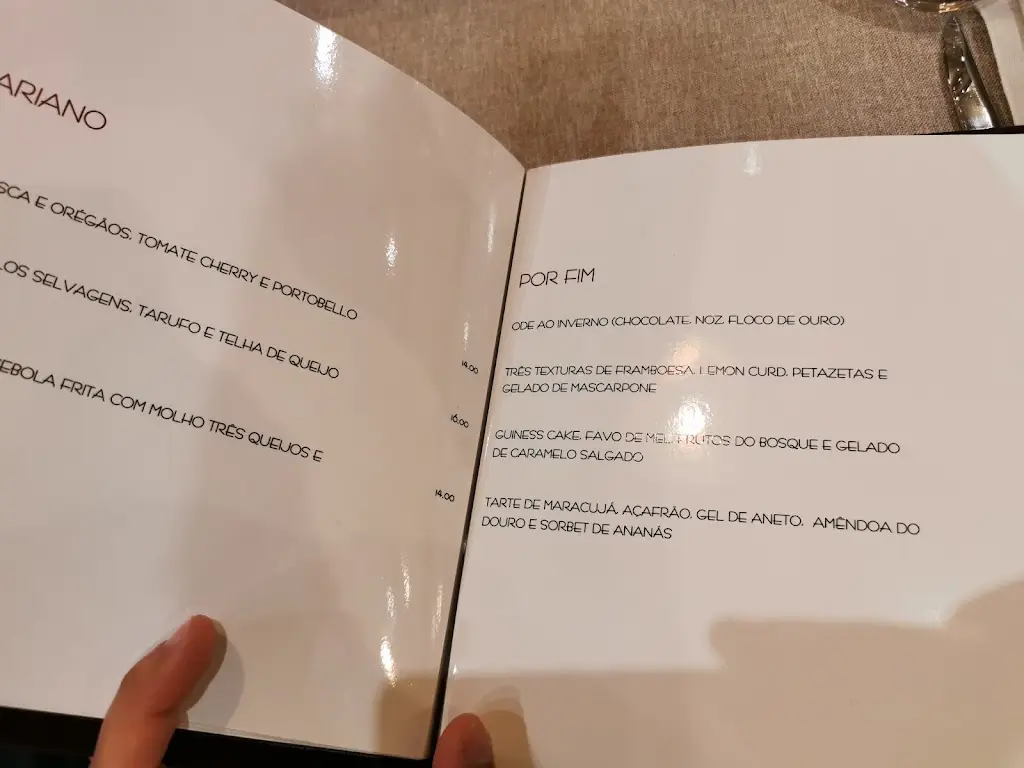 ARIANO
SCA E ORÉGÃOS, TOMATE CHERRY E PORTOBELLO
14.00
LOS SELVAGENS, TARUFO E TELHA DE QUEIJO
16.00
EBOLA FRITA COM MOLHO TRÊS QUEIJOS E
14.00
POR FIM
ODE AO INVERNO (CHOCOLATE, NOZ, FLOCO DE OURO)
TRÊS TEXTURAS DE FRAMBOESA, LEMON CURD, PETAZETAS E
GELADO DE MASCARPONE
GUINESS CAKE, FAVO DE MEL, FRUTOS DO BOSQUE E GELADO
DE CARAMELO SALGADO
TARTE DE MARACUJÁ, AÇAFRÃO, GEL DE ANETO, AMÊNDOA DO
DOURO E SORBET DE ANANÁS